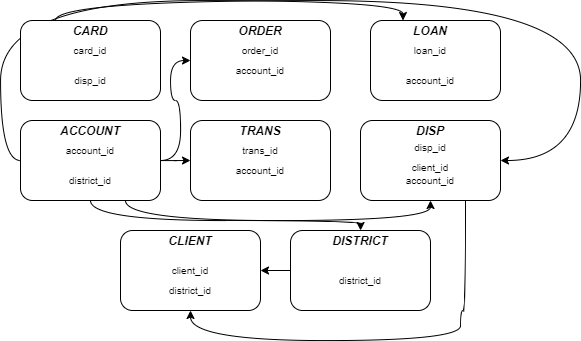 CARD
card_id
disp_id
ORDER
order_id
account_id
LOAN
loan_id
account_id
ACCOUNT
account_id
district_id
TRANS
trans_id
account_id
DISP
disp_id
client_id
account_id
CLIENT
client_id
district_id
DISTRICT
district_id